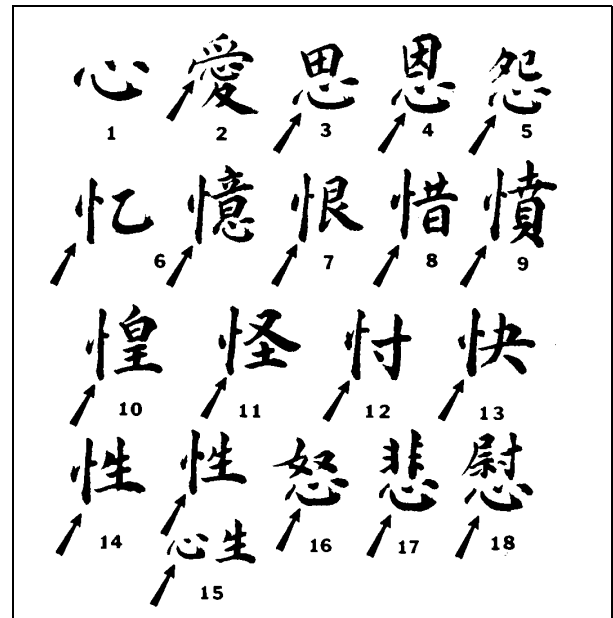 心 愛 思 恩 怨
1 2 3 4 5
忆 憶 恨 惜 憤
6 7 8 9
惶 怪 忖 快
10 11 12 13
性 性 怒 悲 慰
14 心生 16 17 18
15